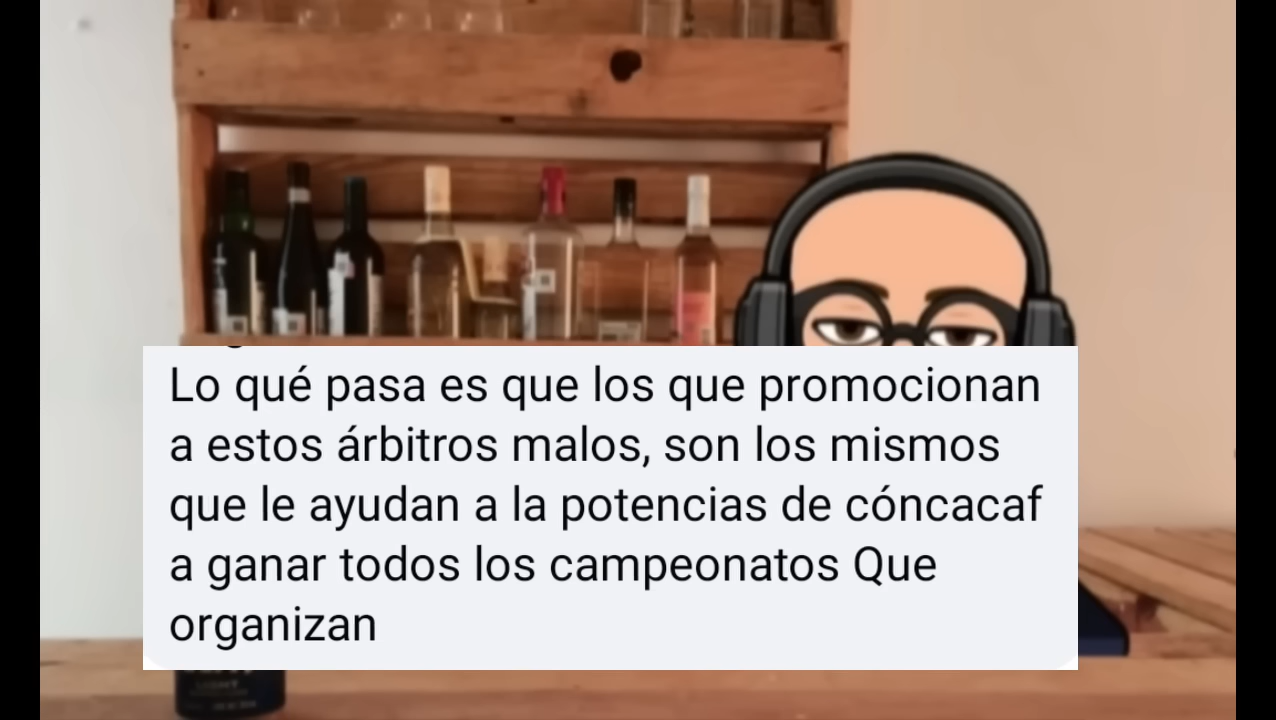 Lo qué pasa es que los que promocionan
a estos árbitros malos, son los mismos
que le ayudan a la potencias de cóncacaf
a ganar todos los campeonatos Que
organizan
LIGHT